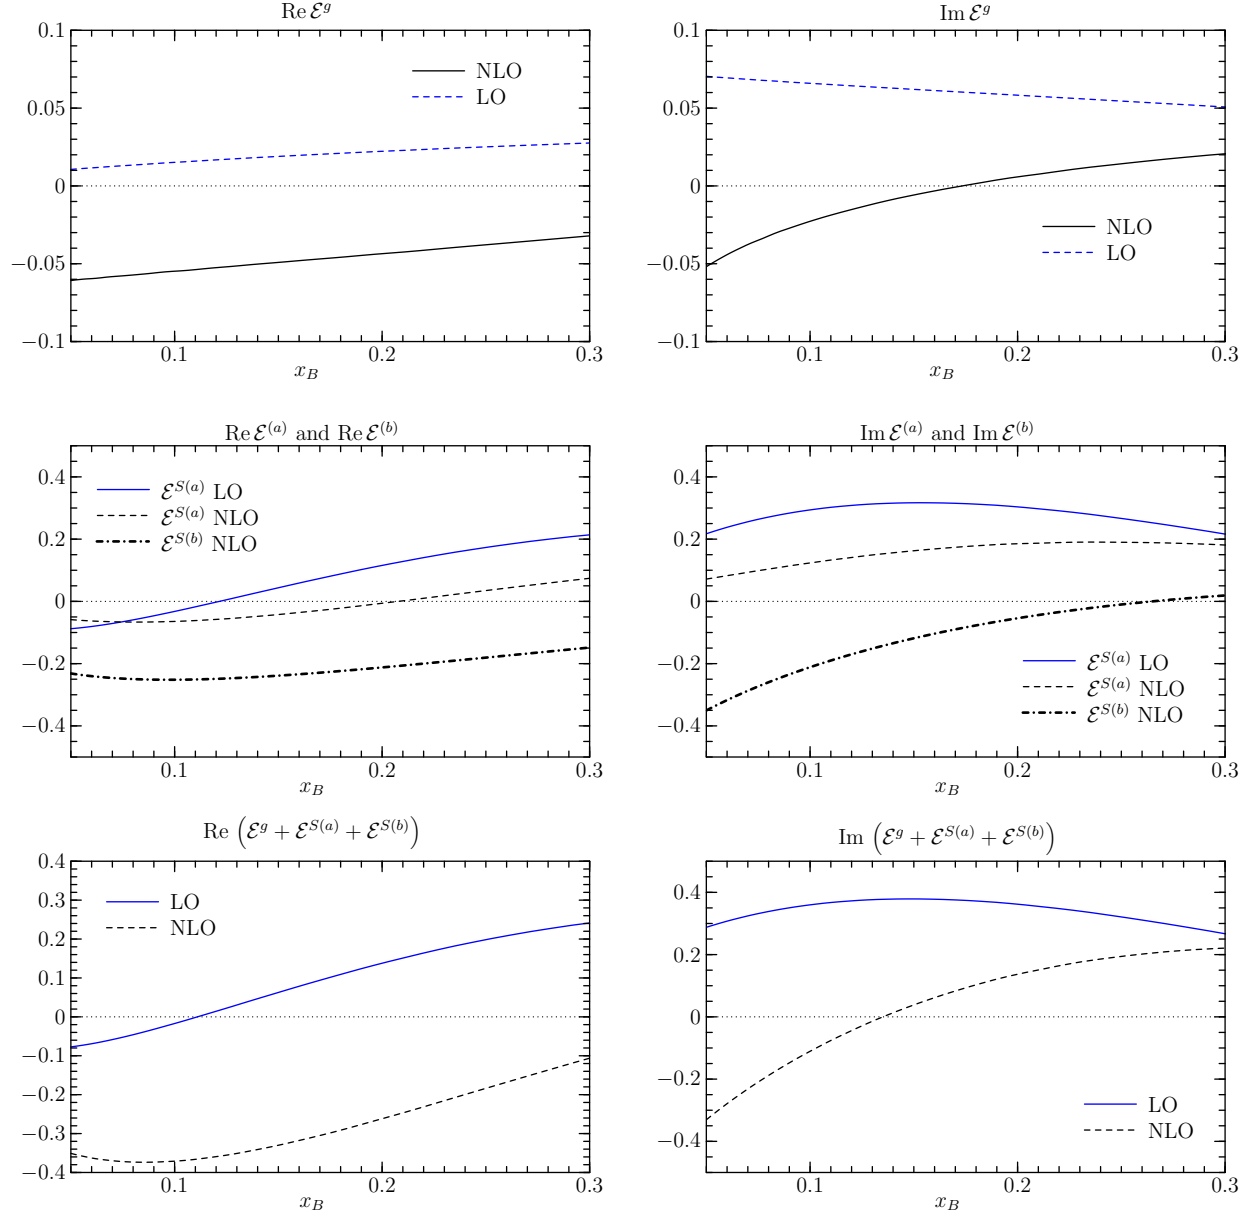 Re ℰ^g
0.1
0.05
0
−0.05
−0.1
NLO
LO
0.1
0.2
0.3
x_B
Im ℰ^g
0.1
0.05
0
−0.05
−0.1
NLO
LO
0.1
0.2
0.3
x_B
Re ℰ^(a) and Re ℰ^(b)
0.4
0.2
0
−0.2
−0.4
ℰ^S(a) LO
ℰ^S(a) NLO
ℰ^S(b) NLO
0.1
0.2
0.3
x_B
Im ℰ^(a) and Im ℰ^(b)
0.4
0.2
0
−0.2
−0.4
ℰ^S(a) LO
ℰ^S(a) NLO
ℰ^S(b) NLO
0.1
0.2
0.3
x_B
Re (ℰ^g + ℰ^S(a) + ℰ^S(b))
0.4
0.3
0.2
0.1
0
−0.1
−0.2
−0.3
−0.4
LO
NLO
0.1
0.2
0.3
x_B
Im (ℰ^g + ℰ^S(a) + ℰ^S(b))
0.4
0.2
0
−0.2
−0.4
LO
NLO
0.1
0.2
0.3
x_B